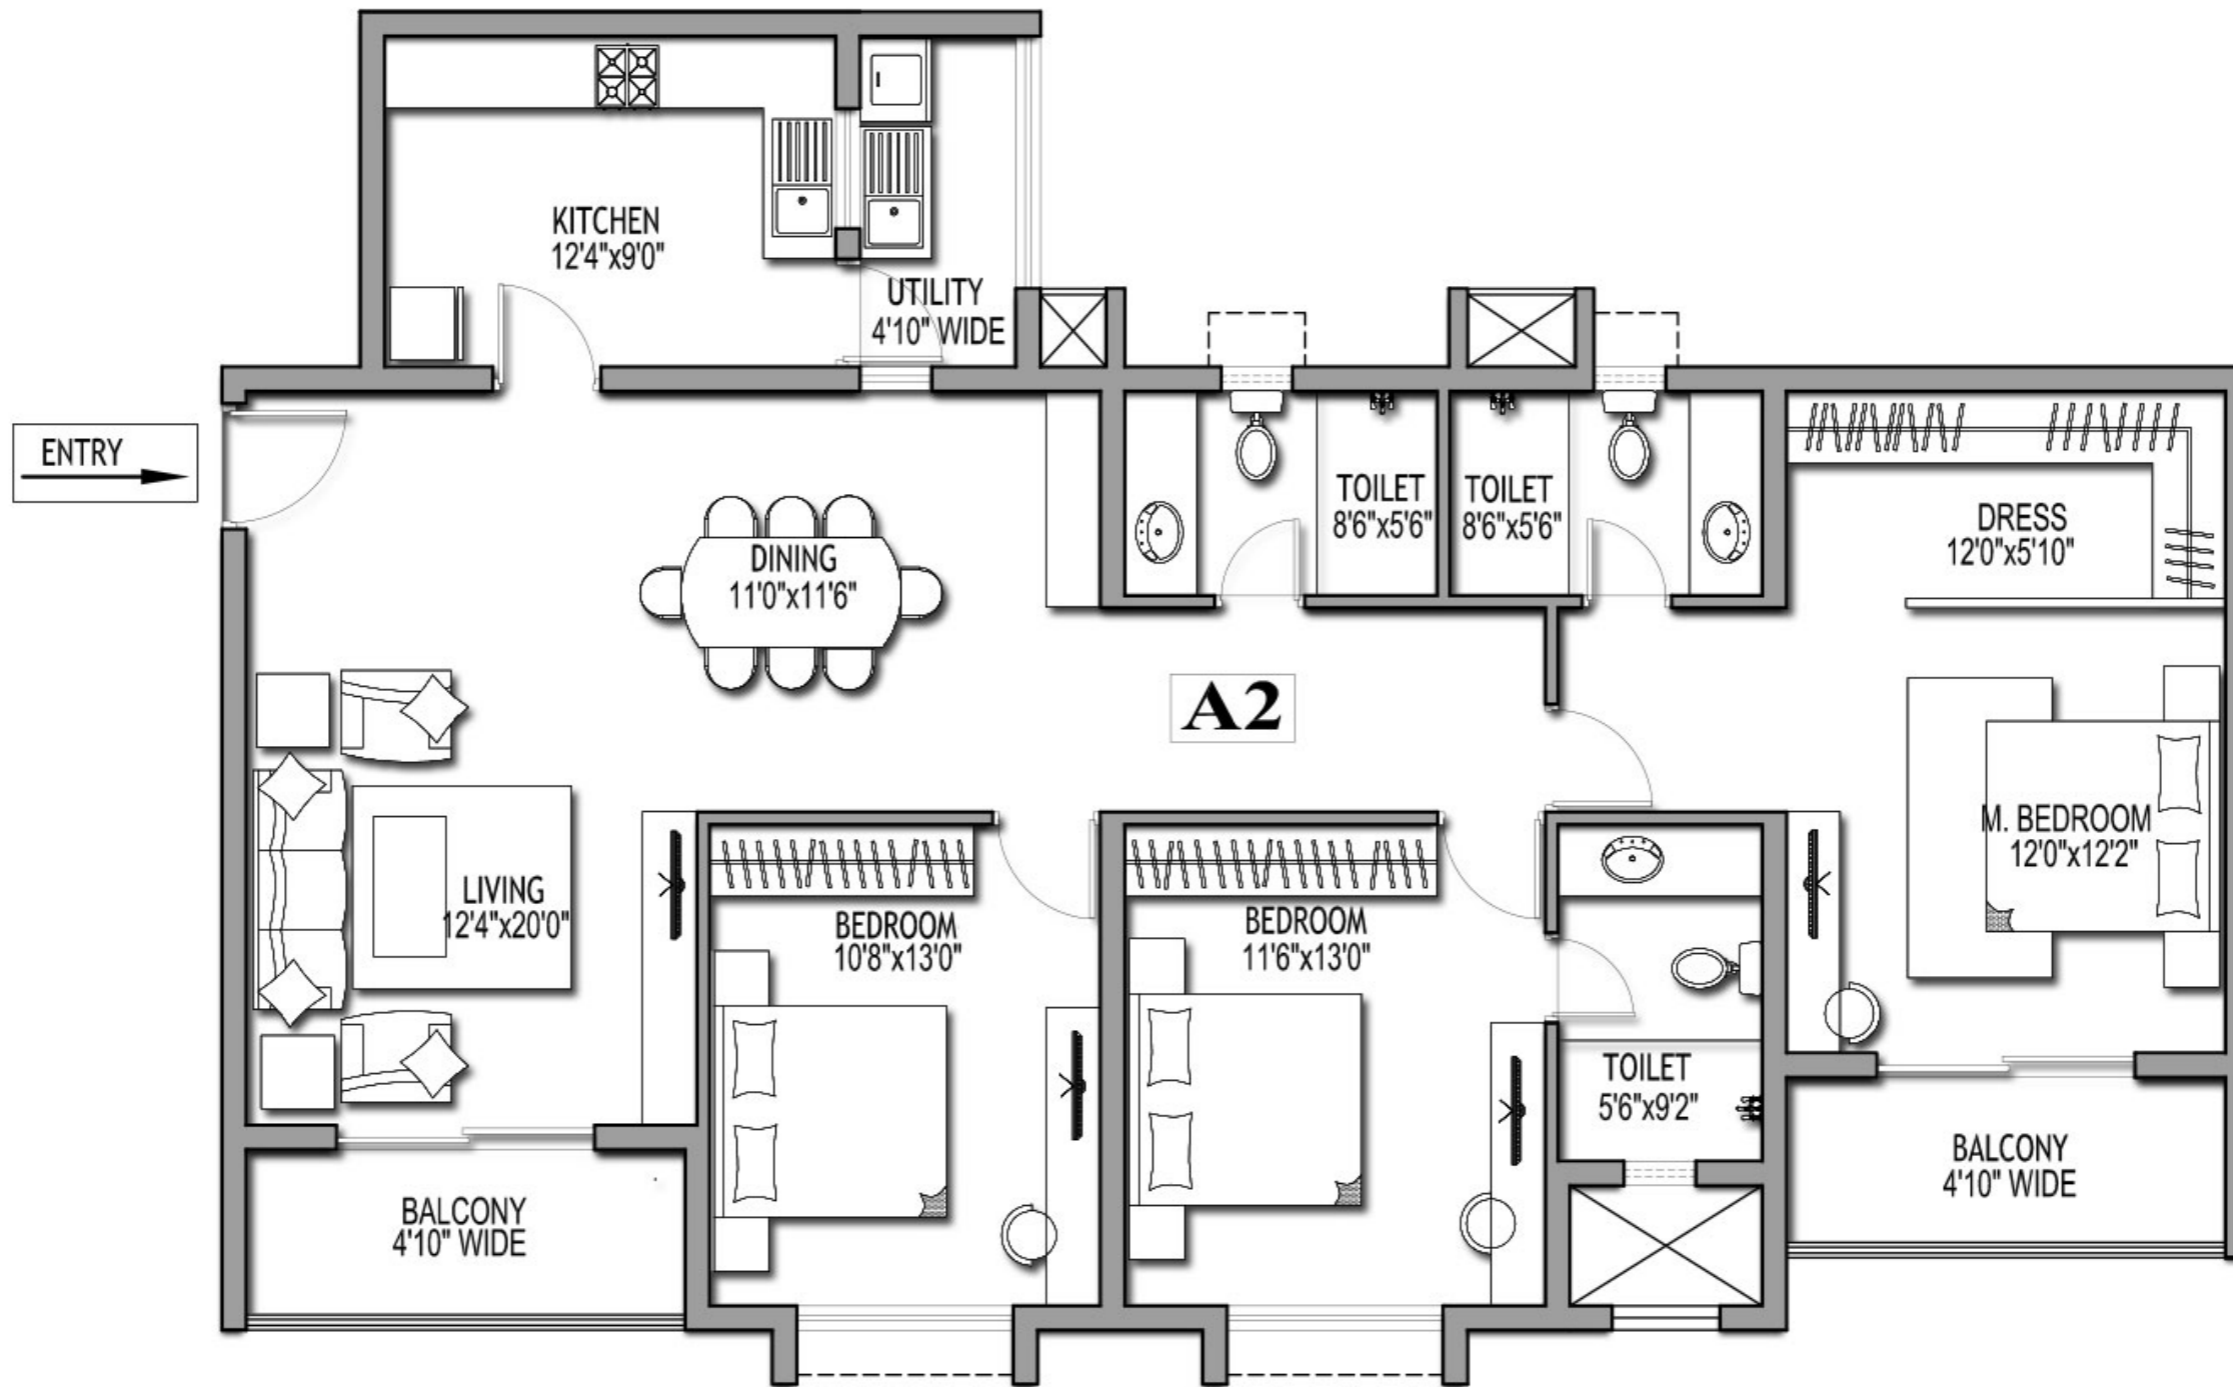 KITCHEN
12'4"x9'0"
UTILITY
4'10" WIDE
ENTRY
TOILET
8'6"x5'6"
TOILET
8'6"x5'6"
DRESS
12'0"x5'10"
DINING
11'0"x11'6"
A2
M. BEDROOM
12'0"x12'2"
LIVING
12'4"x20'0"
BEDROOM
10'8"x13'0"
BEDROOM
11'6"x13'0"
TOILET
5'6"x9'2"
BALCONY
4'10" WIDE
BALCONY
4'10" WIDE